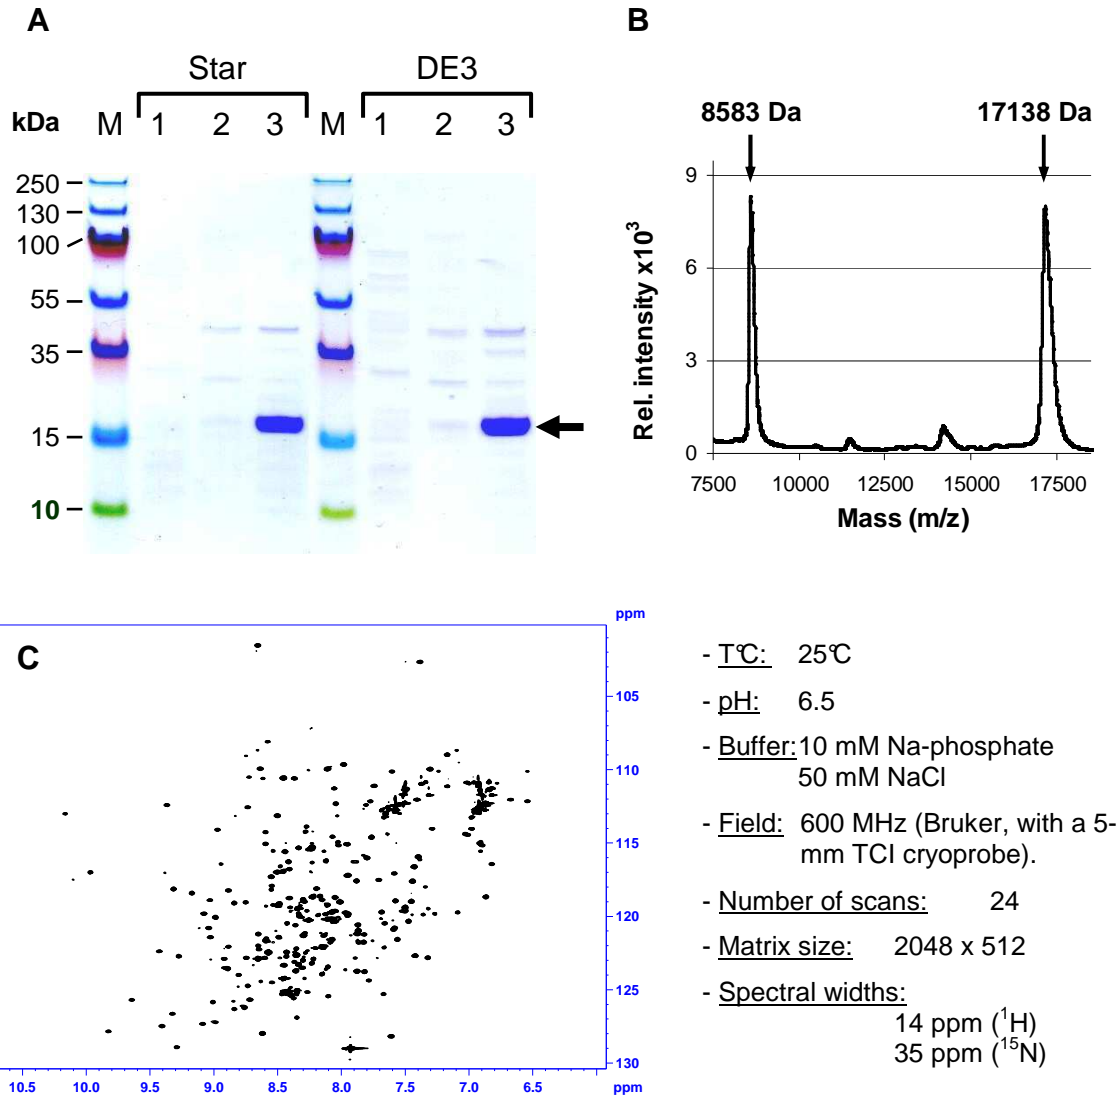 A
B
Star
DE3
kDa M 1 2 3 M 1 2 3
250
130
100
55
35
15
10
8583 Da
17138 Da
Rel. intensity x10³
9
6
3
0
7500 10000 12500 15000 17500
Mass (m/z)
C
ppm
105
110
115
120
125
130
10.5 10.0 9.5 9.0 8.5 8.0 7.5 7.0 6.5 ppm
- T°C: 25°C
- pH: 6.5
- Buffer:10 mM Na-phosphate
50 mM NaCl
- Field: 600 MHz (Bruker, with a 5-
mm TCI cryoprobe).
- Number of scans: 24
- Matrix size: 2048 x 512
- Spectral widths:
14 ppm (¹H)
35 ppm (¹⁵N)